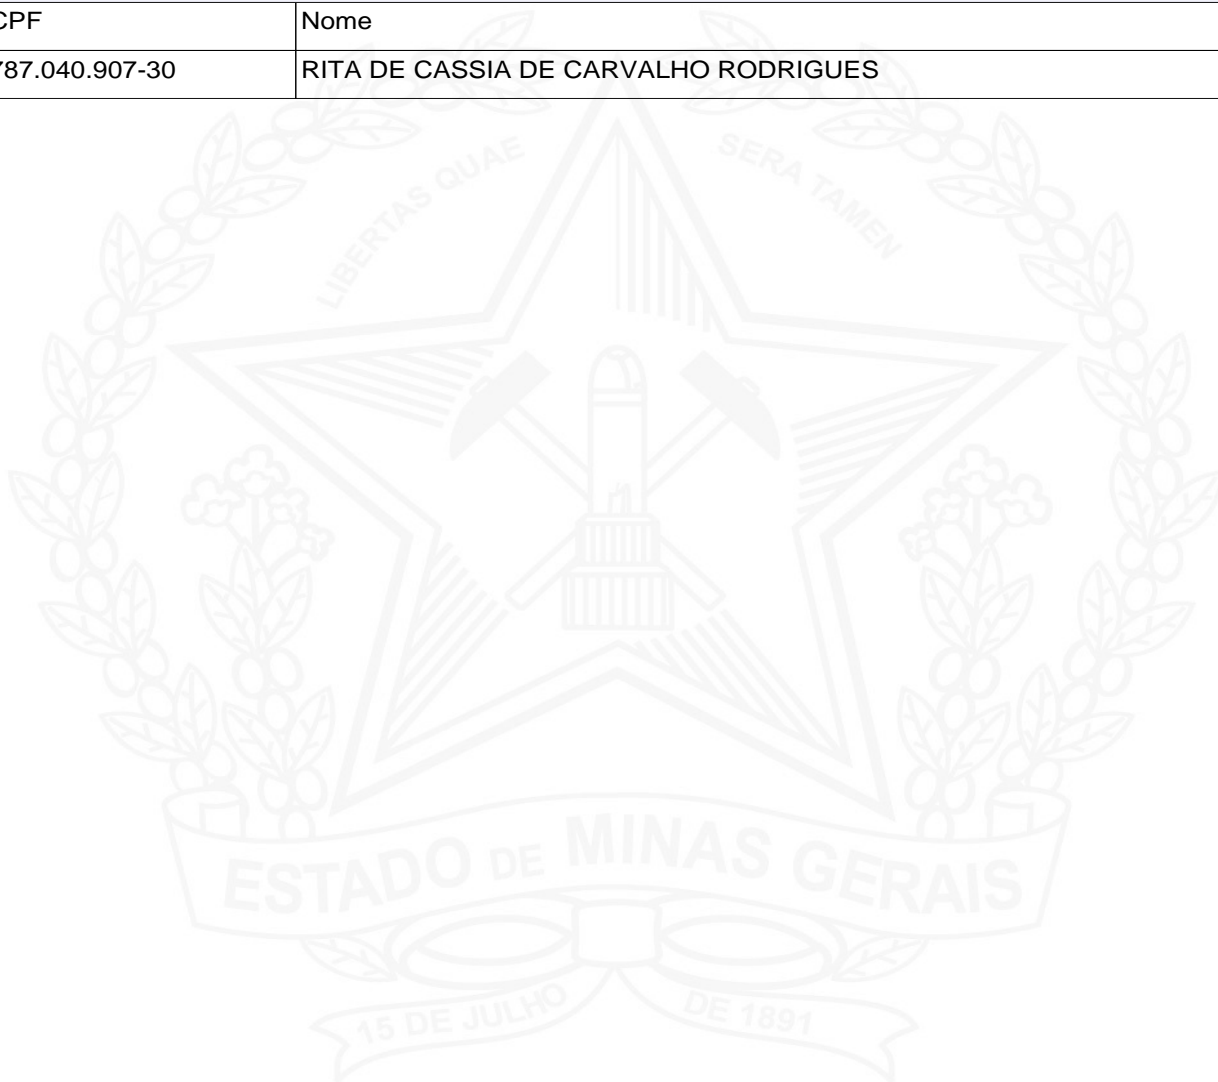 CPF Nome
787.040.907-30 RITA DE CASSIA DE CARVALHO RODRIGUES
LIBERTAS QUAE SERA TAMEN
ESTADO DE MINAS GERAIS
15 DE JULHO DE 1891